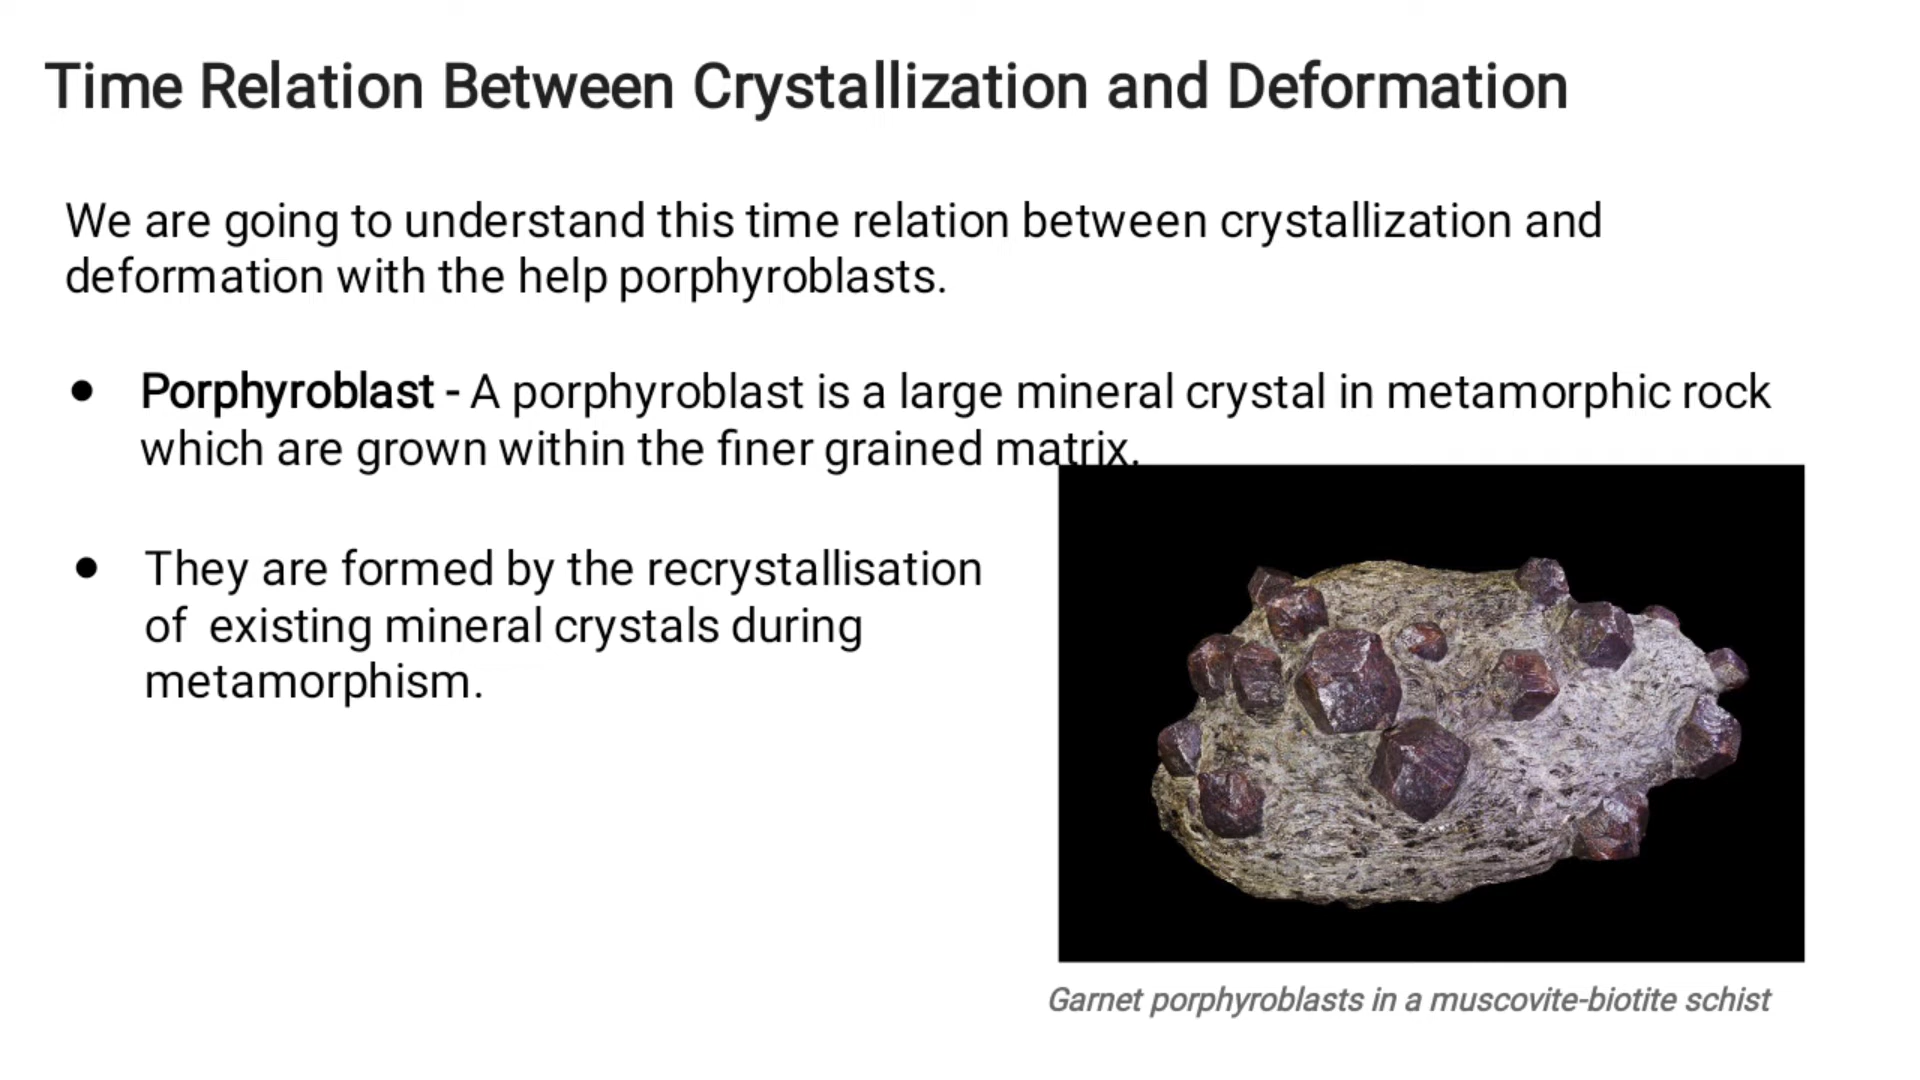 Time Relation Between Crystallization and Deformation
We are going to understand this time relation between crystallization and
deformation with the help porphyroblasts.
● Porphyroblast - A porphyroblast is a large mineral crystal in metamorphic rock
which are grown within the finer grained matrix.
● They are formed by the recrystallisation
of existing mineral crystals during
metamorphism.
Garnet porphyroblasts in a muscovite-biotite schist